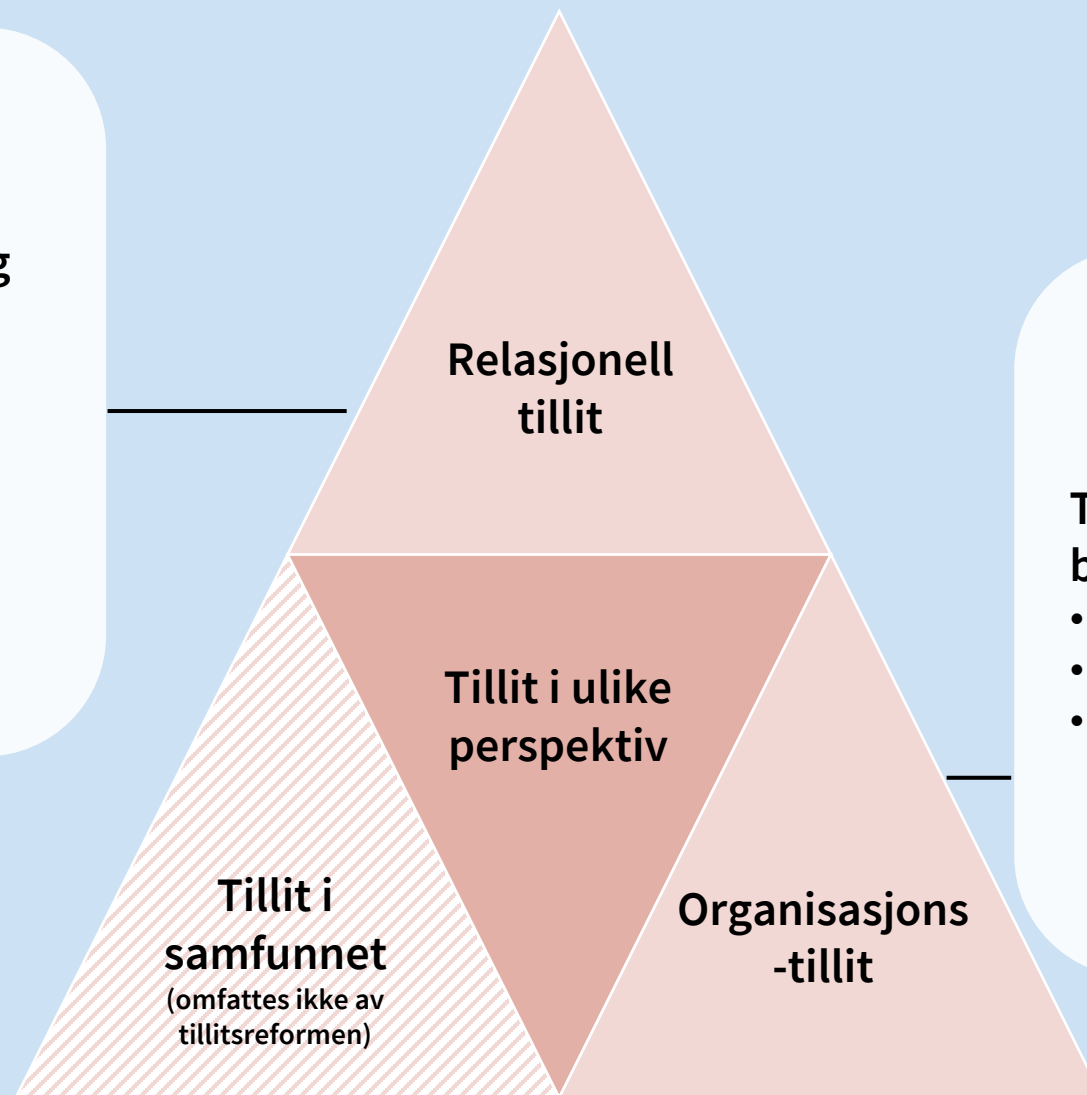 Relasjonell
tillit
Tillit i ulike
perspektiv
Tillit i
samfunnet
(omfattes ikke av
tillitsreformen)
Organisasjons
-tillit